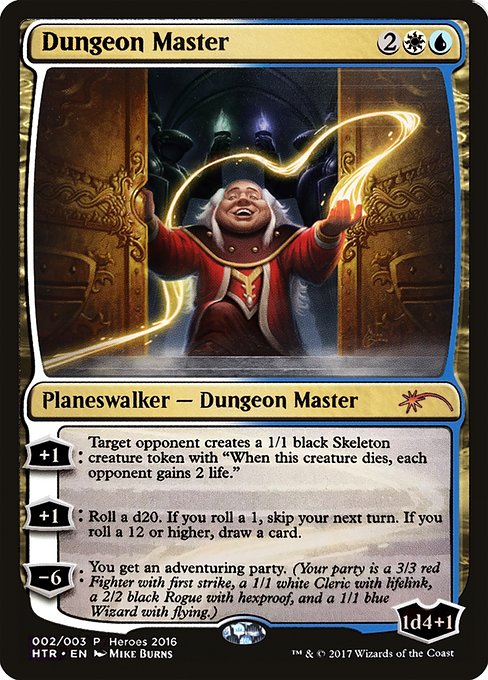 Dungeon Master 2
Planeswalker — Dungeon Master
+1 : Target opponent creates a 1/1 black Skeleton
creature token with “When this creature dies, each
opponent gains 2 life.”
+1 : Roll a d20. If you roll a 1, skip your next turn. If you
roll a 12 or higher, draw a card.
-6 : You get an adventuring party. (Your party is a 3/3 red
Fighter with first strike, a 1/1 white Cleric with lifelink,
a 2/2 black Rogue with hexproof, and a 1/1 blue
Wizard with flying.)
1d4+1
002/003 P Heroes 2016
HTR • EN Mike Burns
™ & © 2017 Wizards of the Coast